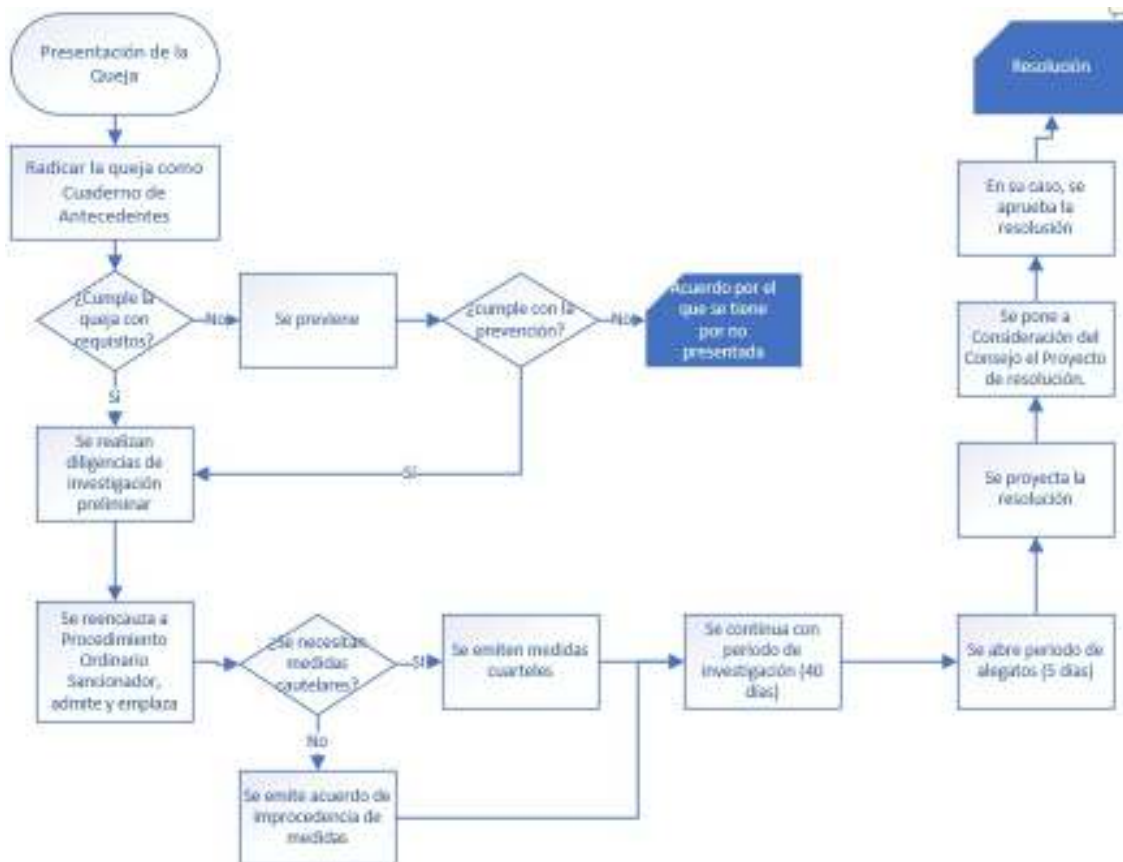 Presentación de la
Queja
Radicar la queja como
Cuaderno de
Antecedentes
¿Cumple la
queja con
requisitos?
No
Se previene
¿cumple con la
prevención?
No
Acuerdo por el
que se tiene
por no
presentada
Si
Si
Se realizan
diligencias de
investigación
preliminar
Se reencauza a
Procedimiento
Ordinario
Sancionador,
admite y emplaza
¿Se necesitan
medidas
cautelares?
Si
Se emiten medidas
cuarteles
No
Se emite acuerdo de
improcedencia de
medidas
Se continua con
periodo de
investigación (40
días)
Se abre periodo de
alegatos (5 días)
Se proyecta la
resolución
Se pone a
Consideración del
Consejo el Proyecto
de resolución.
En su caso, se
aprueba la
resolusión
Resolución